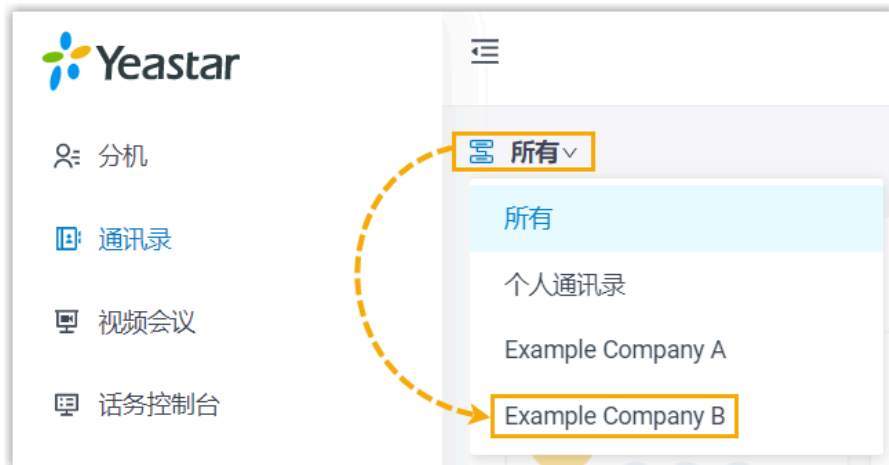 Yeastar
分机
通讯录
视频会议
话务控制台
所有
所有
个人通讯录
Example Company A
Example Company B